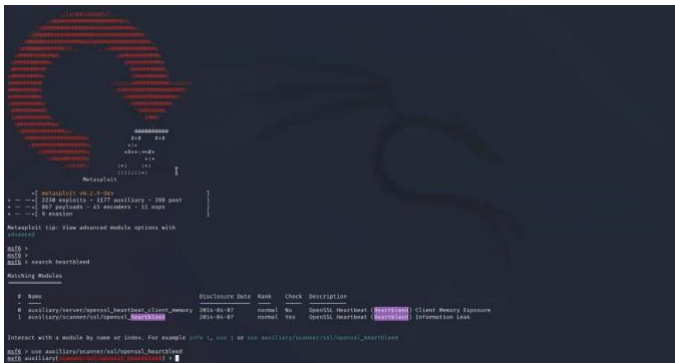 Metasploit
=[ metasploit v6.2.9-dev ]
+ -- --=[ 2230 exploits - 1177 auxiliary - 398 post ]
+ -- --=[ 867 payloads - 45 encoders - 11 nops ]
+ -- --=[ 9 evasion ]
Metasploit tip: View advanced module options with
advanced
msf6 >
msf6 >
msf6 > search heartbleed
Matching Modules
# Name Disclosure Date Rank Check Description
0 auxiliary/server/openssl_heartbeat_client_memory 2014-04-07 normal No OpenSSL Heartbeat (Heartbleed) Client Memory Exposure
1 auxiliary/scanner/ssl/openssl_heartbleed 2014-04-07 normal Yes OpenSSL Heartbeat (Heartbleed) Information Leak
Interact with a module by name or index. For example info 1, use 1 or use auxiliary/scanner/ssl/openssl_heartbleed
msf6 > use auxiliary/scanner/ssl/openssl_heartbleed
msf6 auxiliary(scanner/ssl/openssl_heartbleed) >